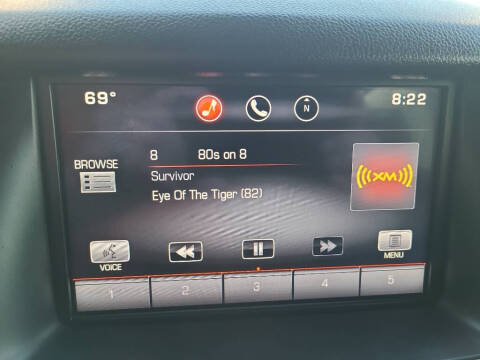 69°
N
8:22
8 80s on 8
BROWSE
Survivor
Eye Of The Tiger (82)
(((XM)))
VOICE
MENU
1 2 3 4 5